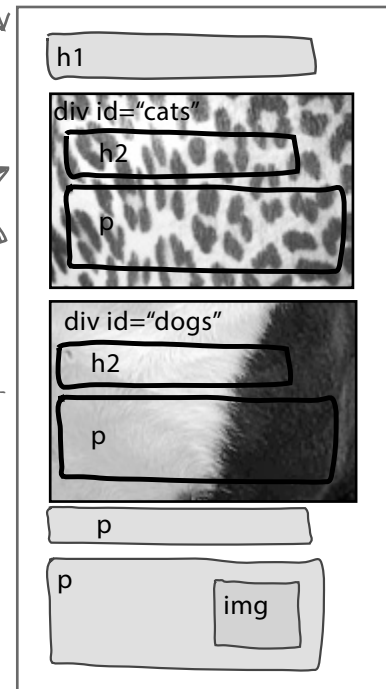 h1
div id=“cats”
h2
p
div id=“dogs”
h2
p
p
p
img